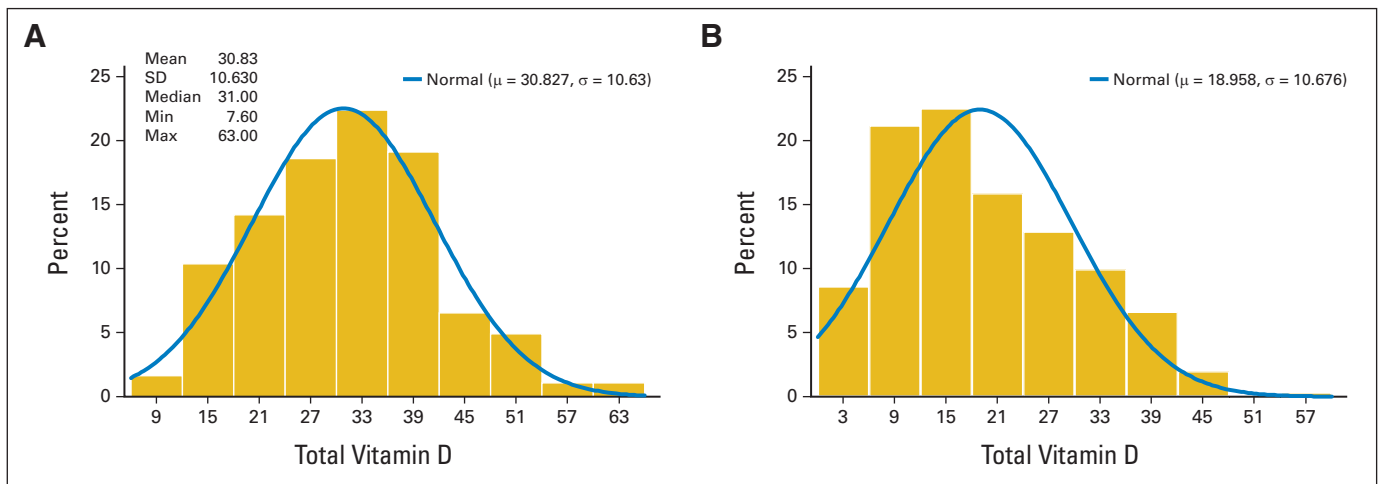 A
Mean 30.83
SD 10.630
Median 31.00
Min 7.60
Max 63.00
Normal (μ = 30.827, σ = 10.63)
25
20
15
10
5
0
Percent
9 15 21 27 33 39 45 51 57 63
Total Vitamin D
B
Normal (μ = 18.958, σ = 10.676)
25
20
15
10
5
0
Percent
3 9 15 21 27 33 39 45 51 57
Total Vitamin D